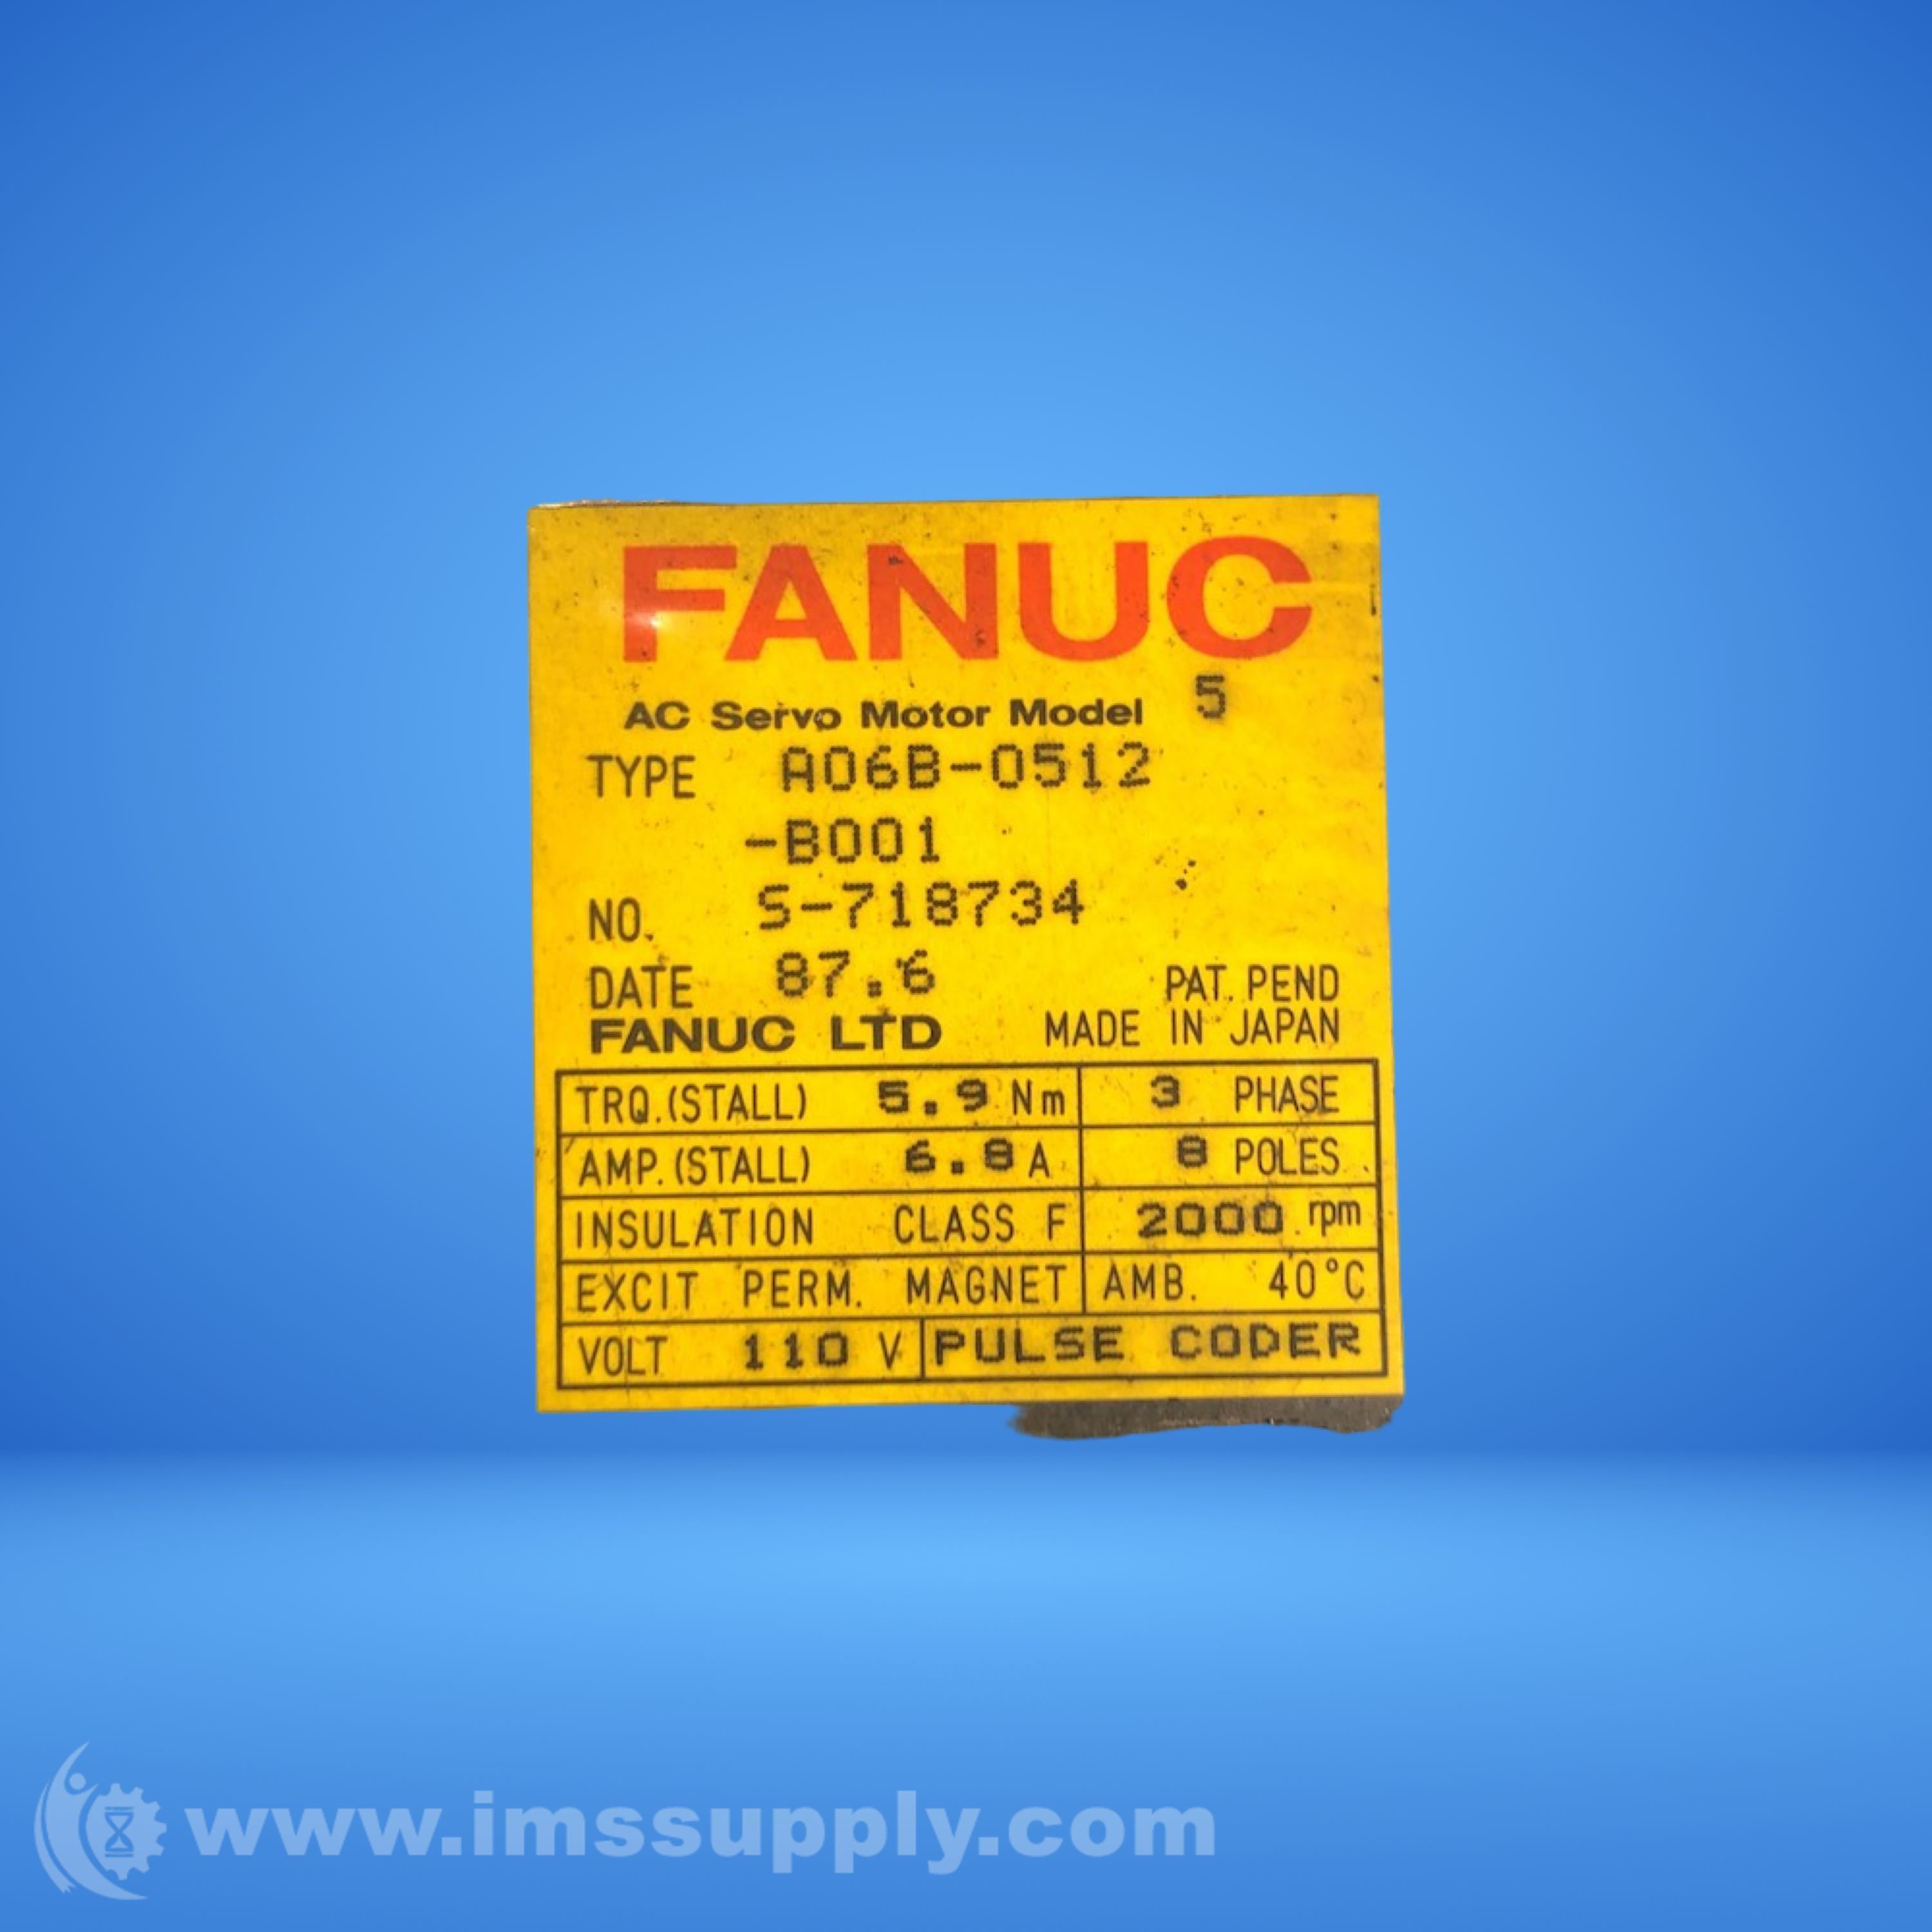 FANUC
AC Servo Motor Model 5
TYPE A06B-0512
-B001
NO. S-718734
DATE 87.6 PAT. PEND
FANUC LTD MADE IN JAPAN
TRQ.(STALL) 5.9 Nm 3 PHASE
AMP.(STALL) 6.8 A 8 POLES
INSULATION CLASS F 2000 rpm
EXCIT PERM. MAGNET AMB. 40°C
VOLT 110 V PULSE CODER
www.imssupply.com